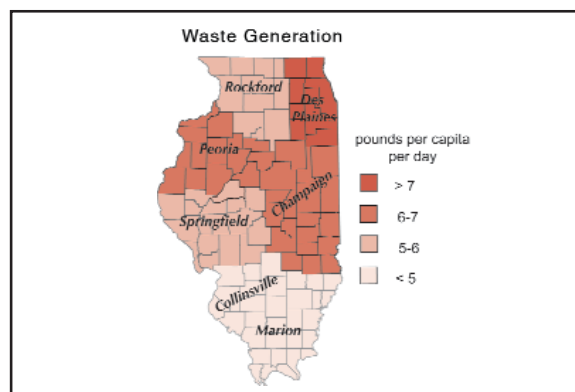 Waste Generation
Rockford
Des
Plaines
Peoria
Champaign
Springfield
Collinsville
Marion
pounds per capita
per day
> 7
6-7
5-6
< 5